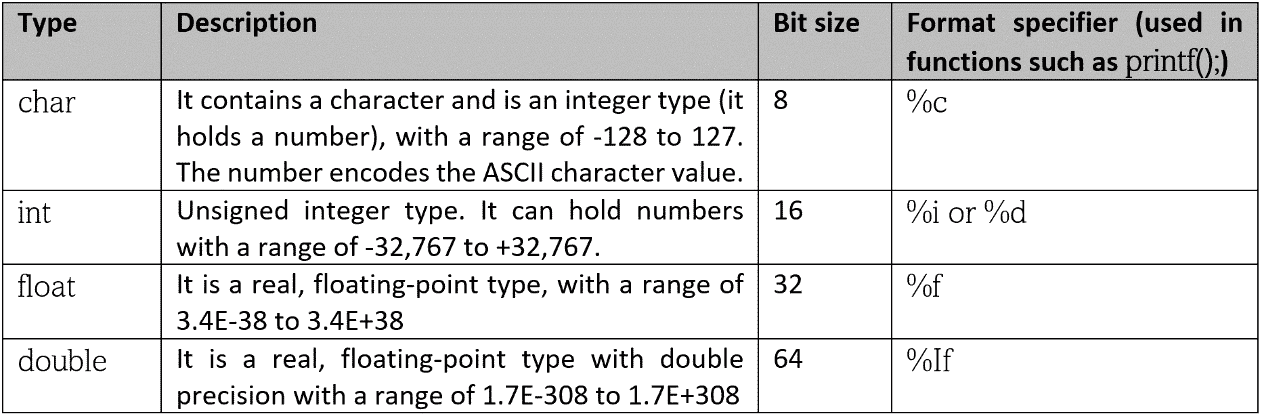 Type Description Bit size Format specifier (used in
functions such as printf();)
char It contains a character and is an integer type (it 8 %c
holds a number), with a range of -128 to 127.
The number encodes the ASCII character value.
int Unsigned integer type. It can hold numbers 16 %i or %d
with a range of -32,767 to +32,767.
float It is a real, floating-point type, with a range of 32 %f
3.4E-38 to 3.4E+38
double It is a real, floating-point type with double 64 %If
precision with a range of 1.7E-308 to 1.7E+308